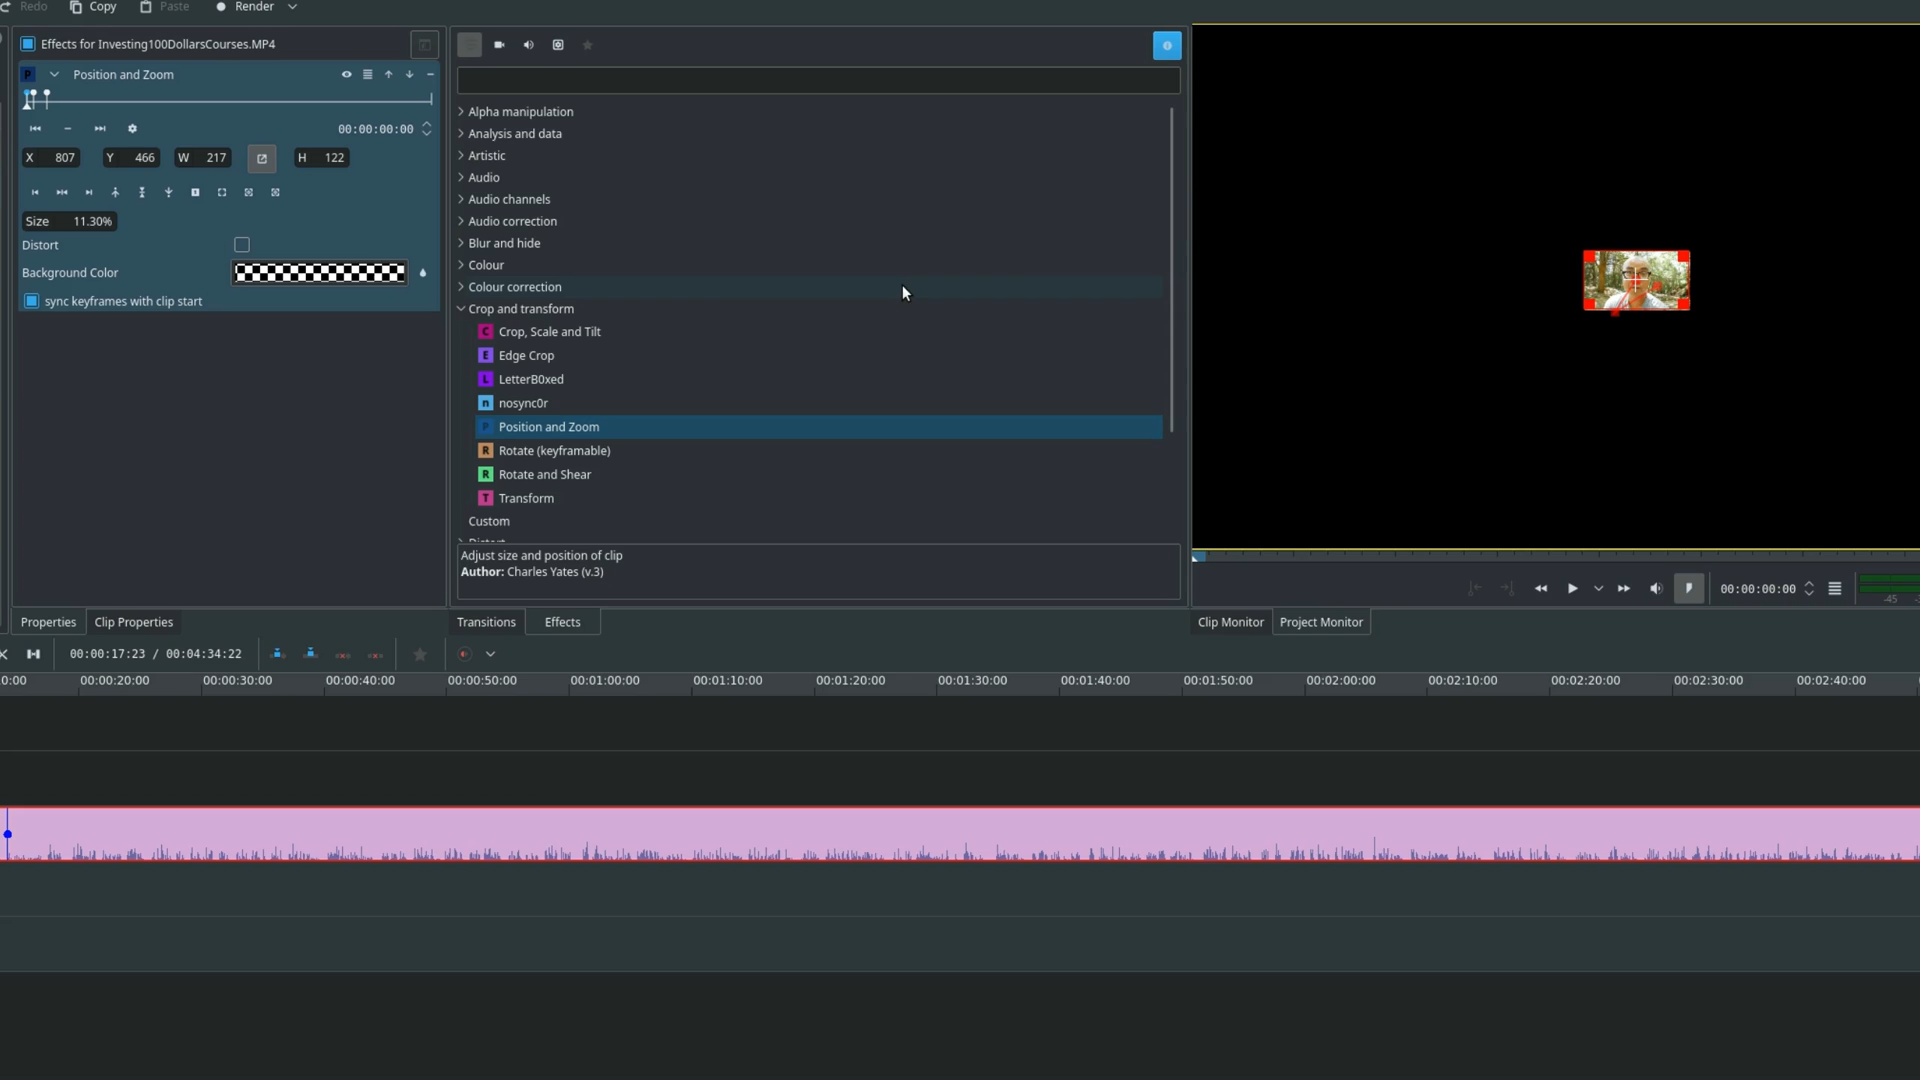 Redo Copy Paste Render
Effects for Investing100DollarsCourses.MP4
P Position and Zoom
00:00:00:00
X 807 Y 466 W 217 H 122
Size 11.30%
Distort
Background Color
sync keyframes with clip start
Alpha manipulation
Analysis and data
Artistic
Audio
Audio channels
Audio correction
Blur and hide
Colour
Colour correction
Crop and transform
C Crop, Scale and Tilt
E Edge Crop
L LetterB0xed
n nosync0r
P Position and Zoom
R Rotate (keyframable)
R Rotate and Shear
T Transform
Custom
Adjust size and position of clip
Author: Charles Yates (v.3)
00:00:00:00
-45
Properties Clip Properties
Transitions Effects
Clip Monitor Project Monitor
00:00:17:23 / 00:04:34:22
0:00 00:00:20:00 00:00:30:00 00:00:40:00 00:00:50:00 00:01:00:00 00:01:10:00 00:01:20:00 00:01:30:00 00:01:40:00 00:01:50:00 00:02:00:00 00:02:10:00 00:02:20:00 00:02:30:00 00:02:40:00